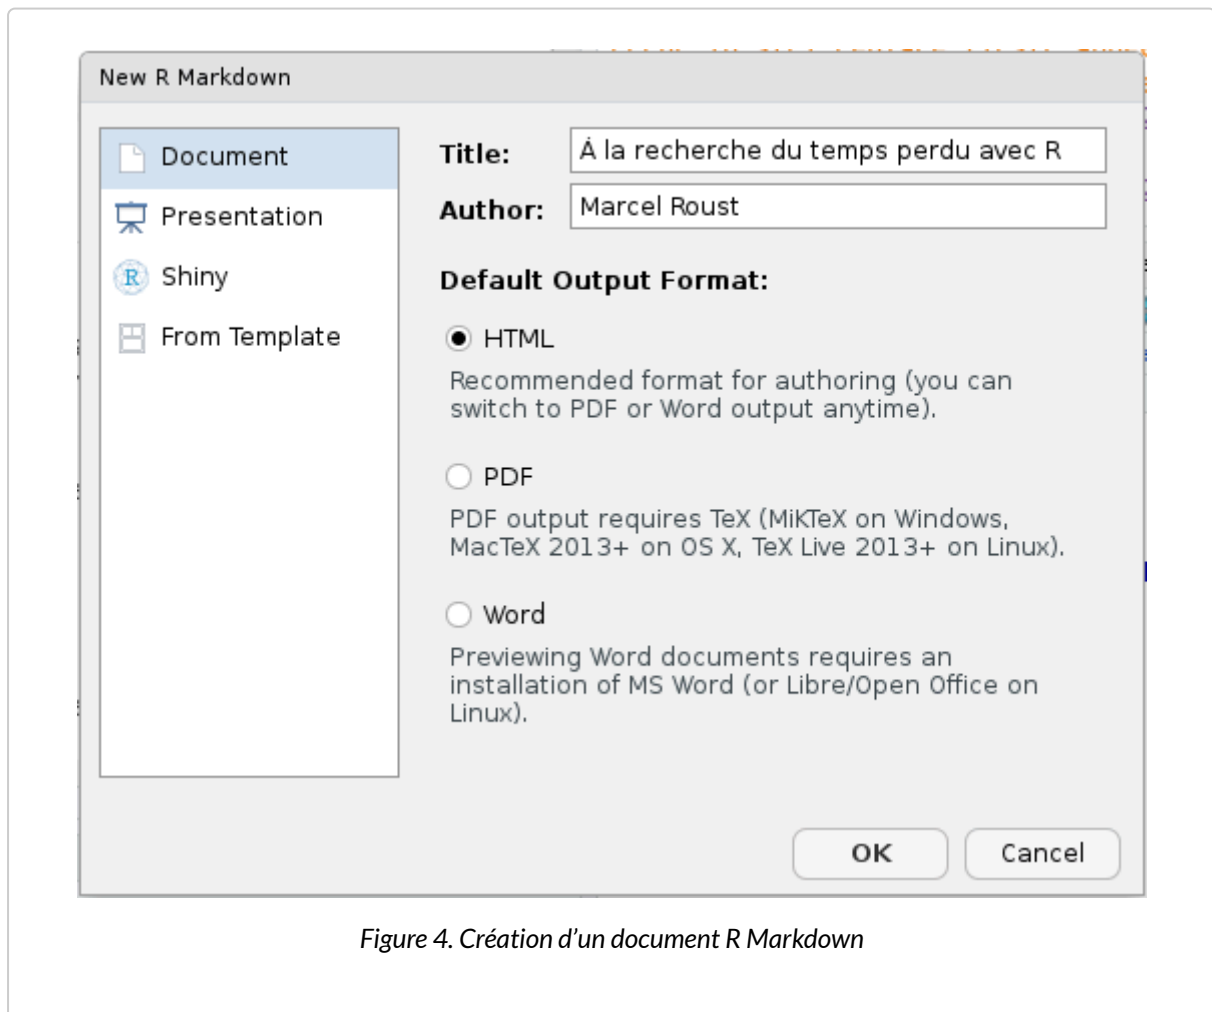 New R Markdown
Document
Presentation
Shiny
From Template
Title: À la recherche du temps perdu avec R
Author: Marcel Roust
Default Output Format:
HTML
Recommended format for authoring (you can
switch to PDF or Word output anytime).
PDF
PDF output requires TeX (MiKTeX on Windows,
MacTeX 2013+ on OS X, TeX Live 2013+ on Linux).
Word
Previewing Word documents requires an
installation of MS Word (or Libre/Open Office on
Linux).
OK Cancel
Figure 4. Création d’un document R Markdown